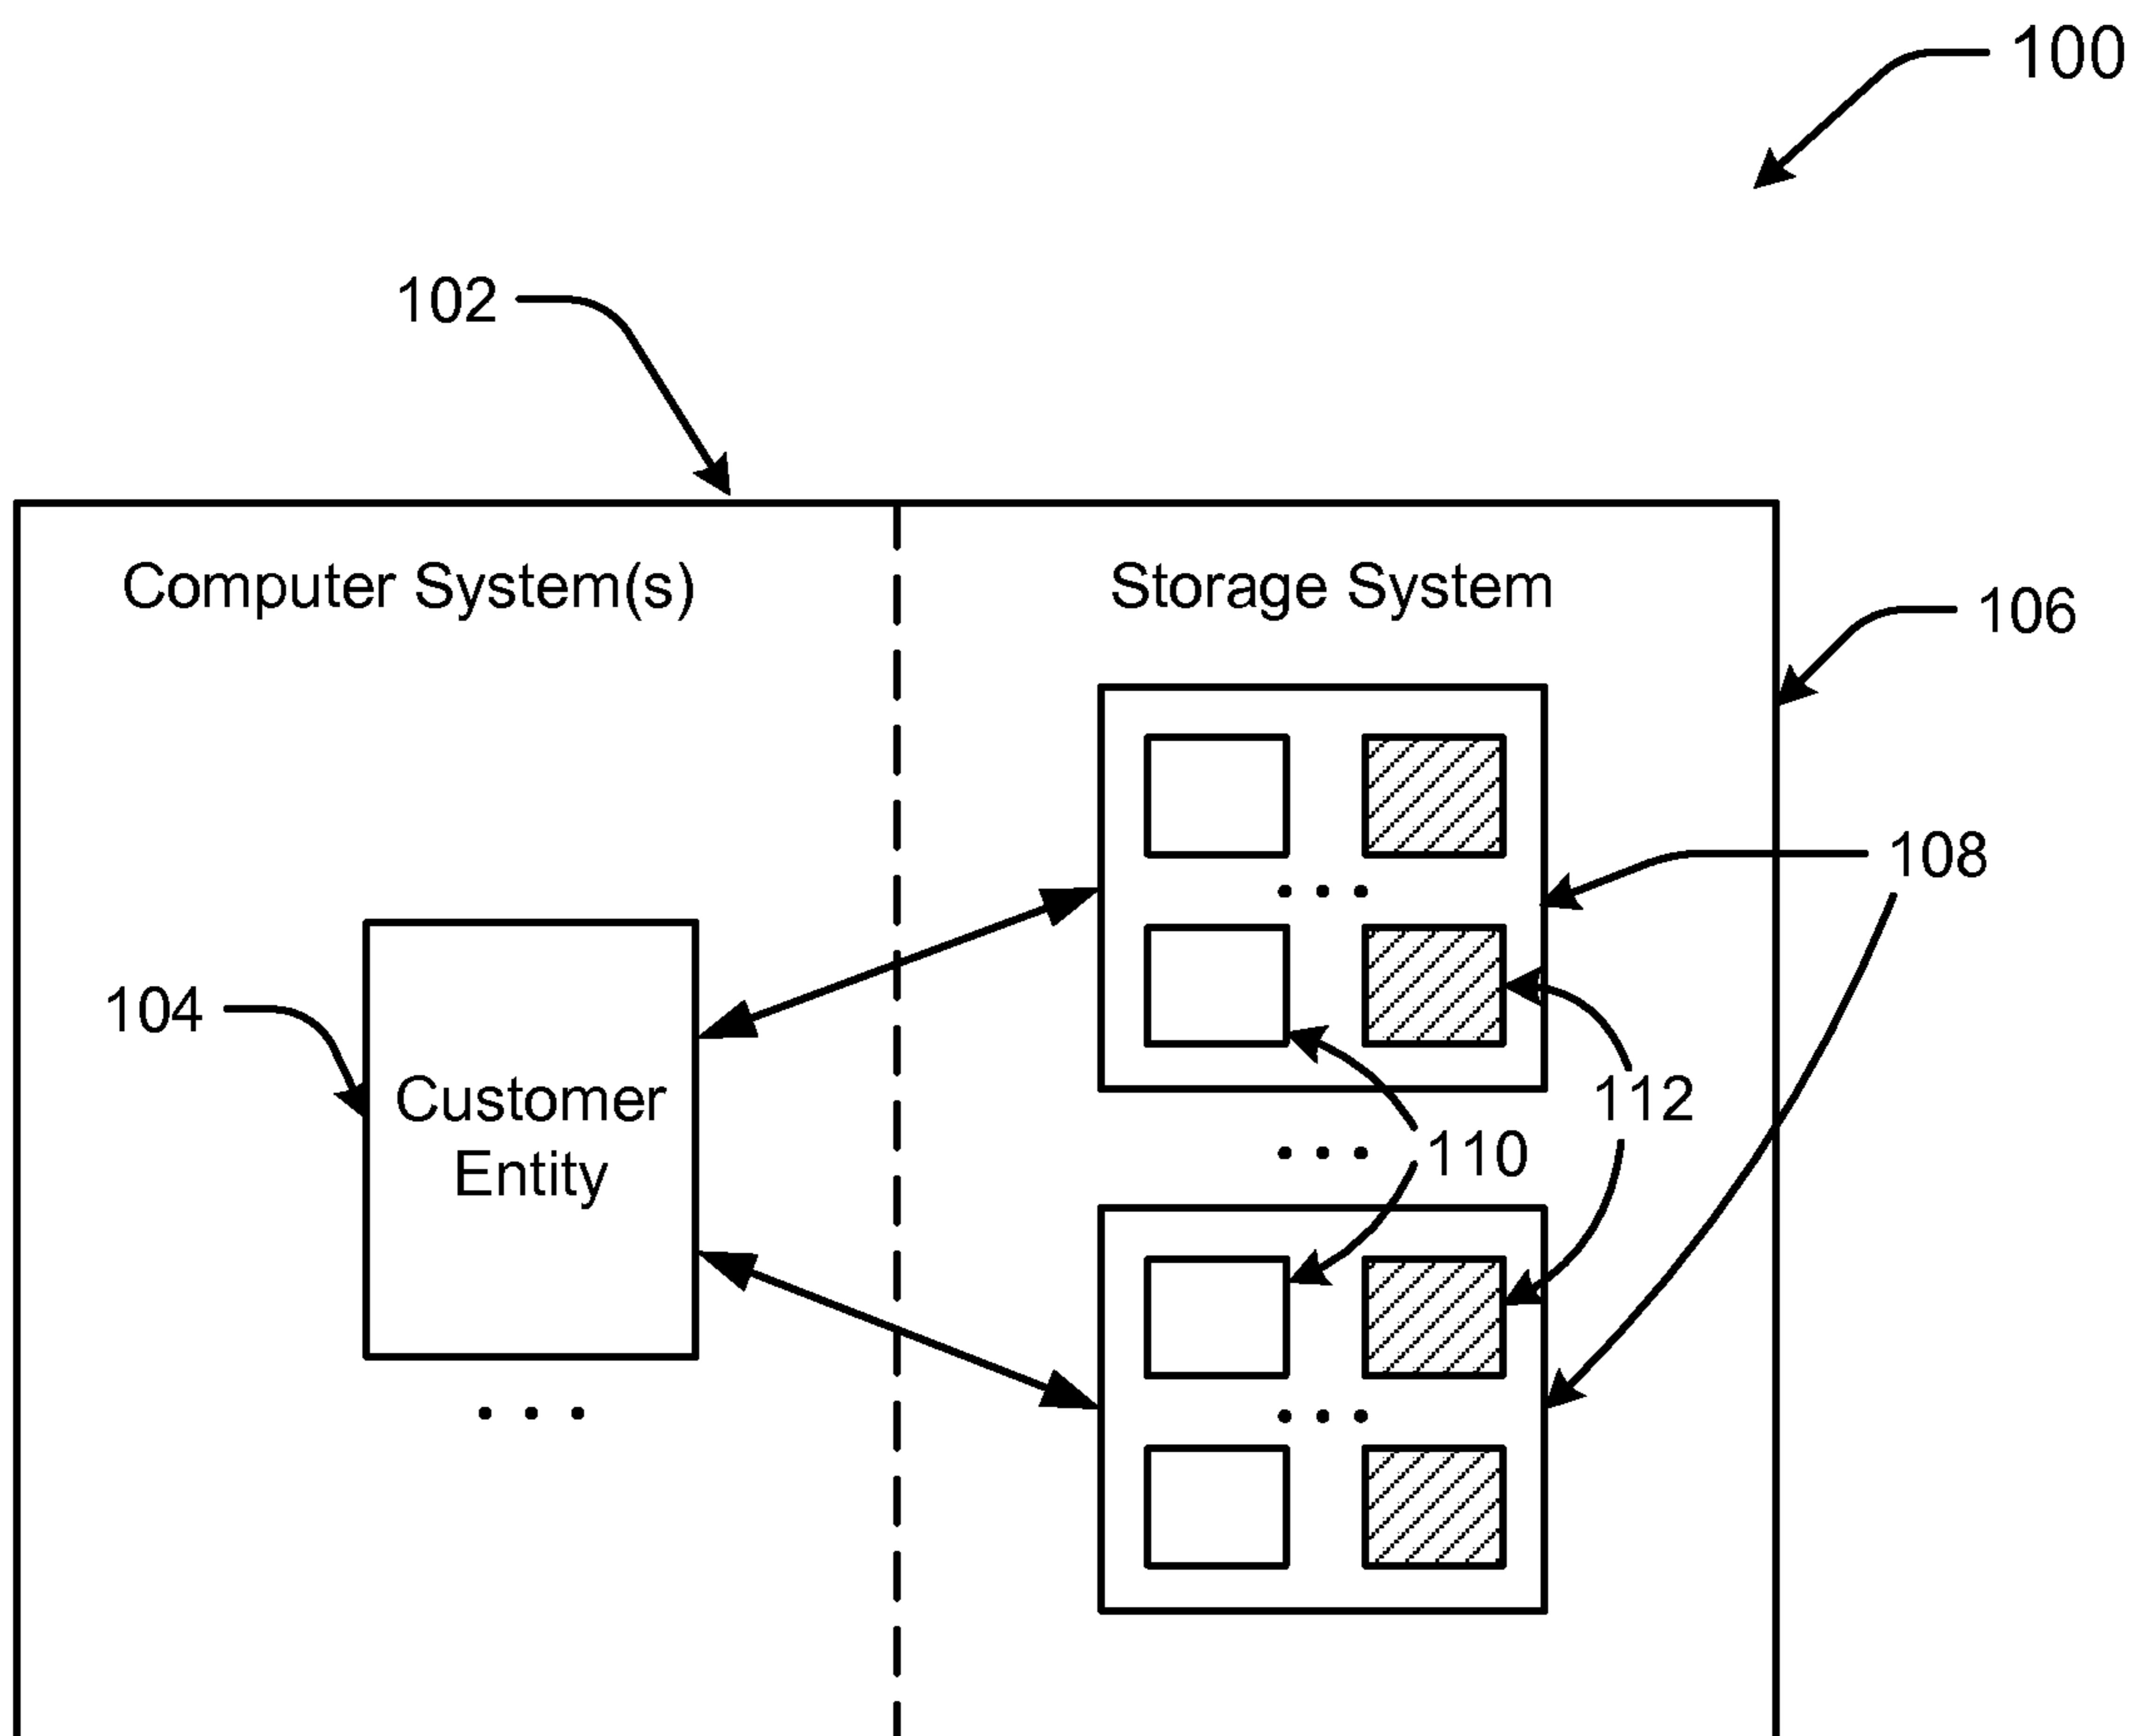 100
102
Computer System(s)
Storage System
106
108
104
Customer
Entity
112
110